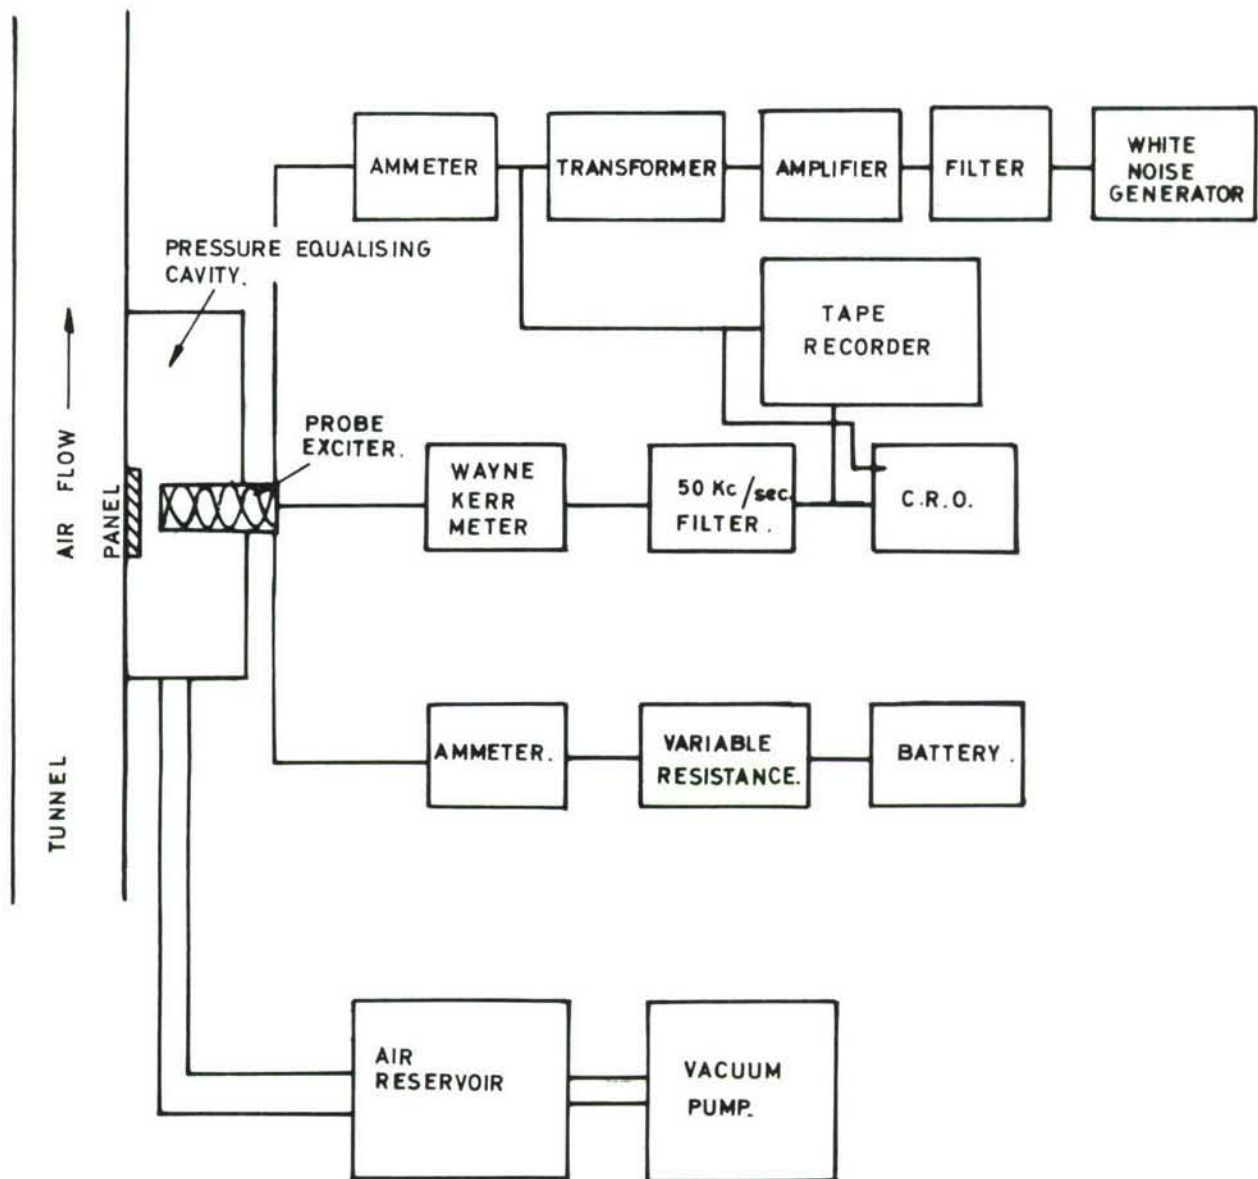 AMMETER
TRANSFORMER
AMPLIFIER
FILTER
WHITE
NOISE
GENERATOR
PRESSURE EQUALISING
CAVITY.
TAPE
RECORDER
AIR FLOW
PROBE
EXCITER.
PANEL
WAYNE
KERR
METER
50 Kc/sec.
FILTER.
C.R.O.
TUNNEL
AMMETER.
VARIABLE
RESISTANCE.
BATTERY.
AIR
RESERVOIR
VACUUM
PUMP.